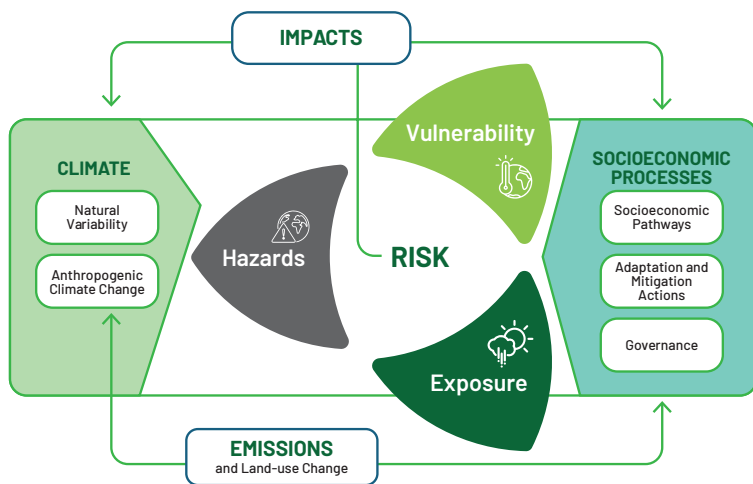 IMPACTS
CLIMATE
Natural
Variability
Anthropogenic
Climate Change
Hazards
Vulnerability
RISK
Exposure
SOCIOECONOMIC
PROCESSES
Socioeconomic
Pathways
Adaptation and
Mitigation
Actions
Governance
EMISSIONS
and Land-use Change